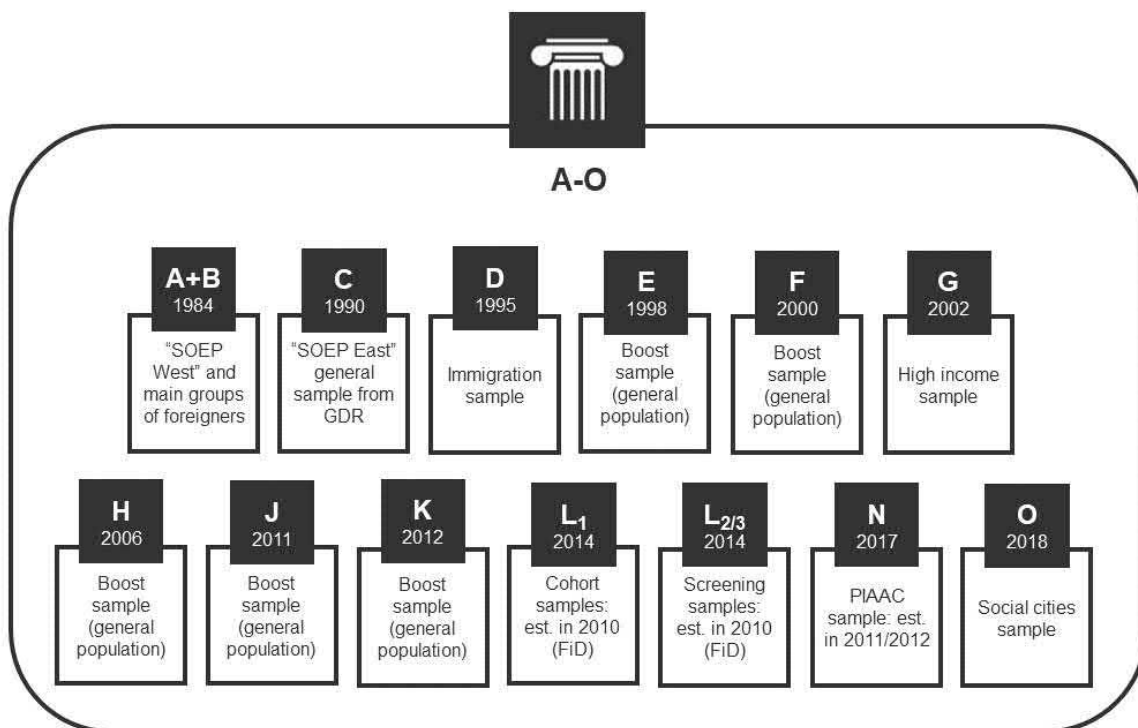 A-O
A+B
1984
“SOEP
West” and
main groups
of foreigners
C
1990
“SOEP East”
general
sample from
GDR
D
1995
Immigration
sample
E
1998
Boost
sample
(general
population)
F
2000
Boost
sample
(general
population)
G
2002
High income
sample
H
2006
Boost
sample
(general
population)
J
2011
Boost
sample
(general
population)
K
2012
Boost
sample
(general
population)
L1
2014
Cohort
samples:
est. in 2010
(FiD)
L2/3
2014
Screening
samples:
est. in 2010
(FiD)
N
2017
PIAAC
sample: est.
in 2011/2012
O
2018
Social cities
sample